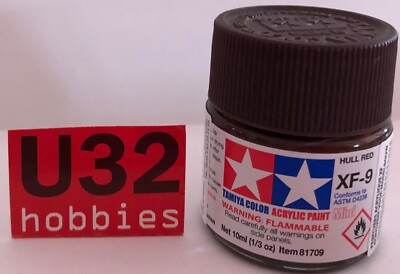 U32
hobbies
HULL RED
XF-9
Conforms to
ASTM D4236
TAMIYA COLOR ACRYLIC PAINT Mini
WARNING: FLAMMABLE
Read carefully all warnings on
side panels.
Net 10ml (1/3 oz) Item 81709